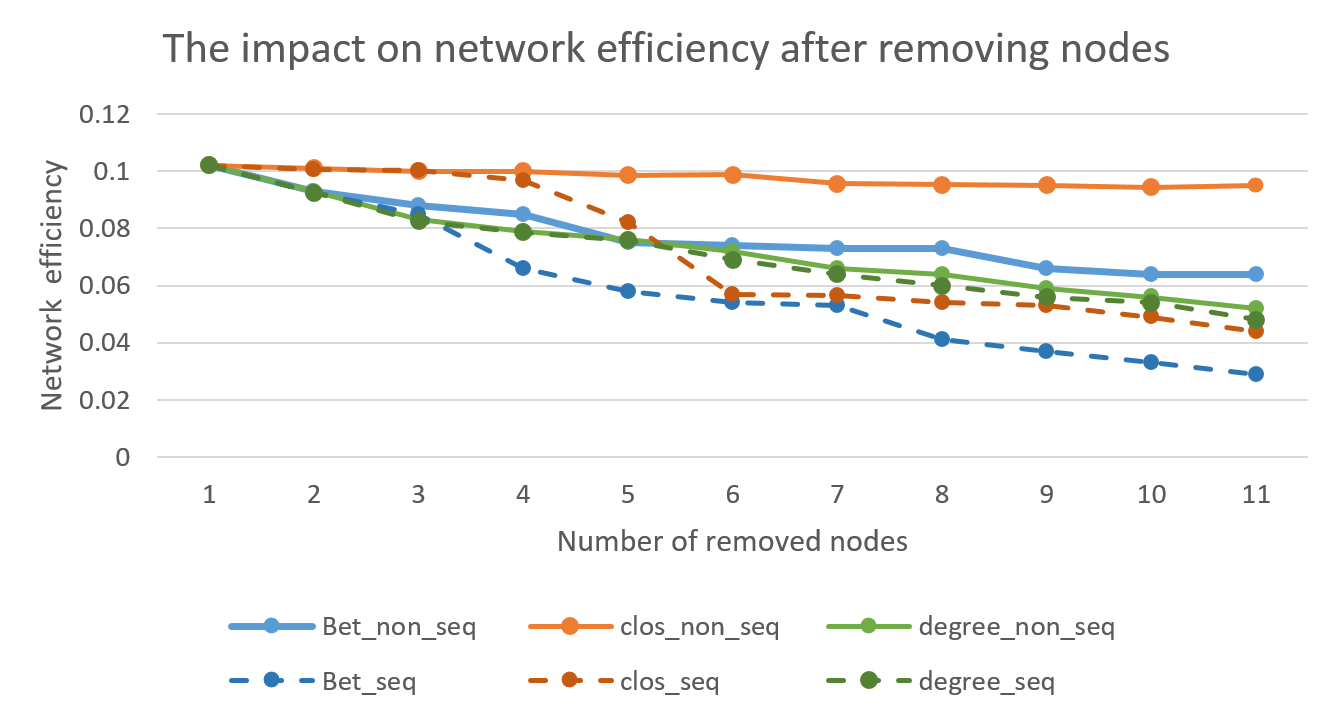 The impact on network efficiency after removing nodes
Network efficiency
0.12
0.1
0.08
0.06
0.04
0.02
0
1 2 3 4 5 6 7 8 9 10 11
Number of removed nodes
Bet_non_seq clos_non_seq degree_non_seq
Bet_seq clos_seq degree_seq